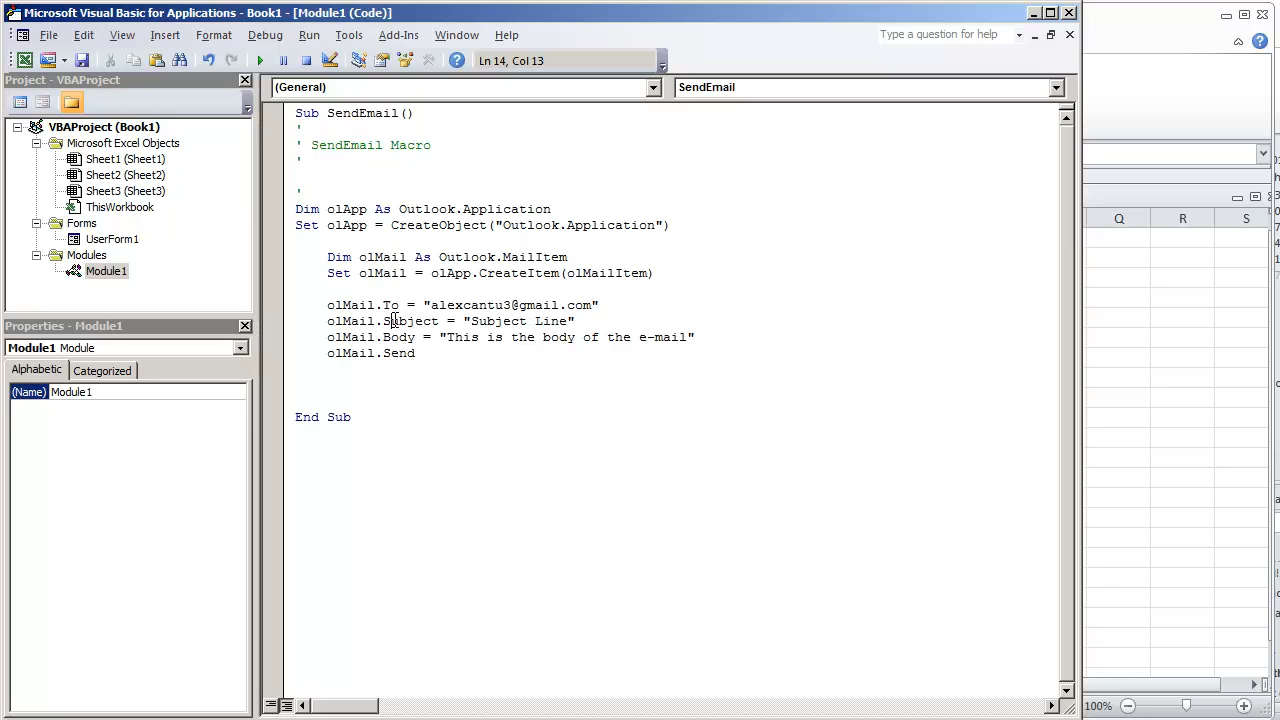 Microsoft Visual Basic for Applications - Book1 - [Module1 (Code)]
File Edit View Insert Format Debug Run Tools Add-Ins Window Help
Type a question for help
Ln 14, Col 13
Project - VBAProject
(General)
SendEmail
VBAProject (Book1)
Microsoft Excel Objects
Sheet1 (Sheet1)
Sheet2 (Sheet2)
Sheet3 (Sheet3)
ThisWorkbook
Forms
UserForm1
Modules
Module1
Properties - Module1
Module1 Module
Alphabetic Categorized
(Name) Module1
Sub SendEmail()
'
' SendEmail Macro
'
'
Dim olApp As Outlook.Application
Set olApp = CreateObject("Outlook.Application")
Dim olMail As Outlook.MailItem
Set olMail = olApp.CreateItem(olMailItem)
olMail.To = "alexcantu3@gmail.com"
olMail.Subject = "Subject Line"
olMail.Body = "This is the body of the e-mail"
olMail.Send
End Sub
Q R S
100%